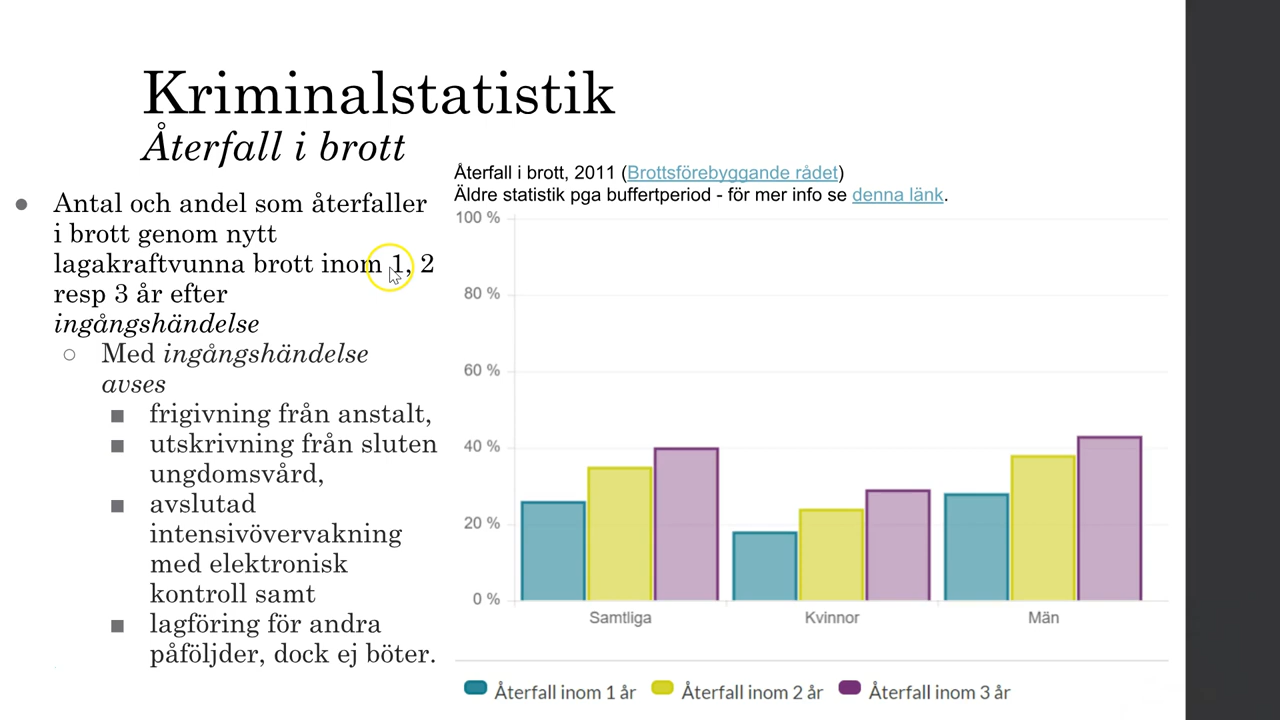 Kriminalstatistik
Återfall i brott
Antal och andel som återfaller
i brott genom nytt
lagakraftvunna brott inom 1, 2
resp 3 år efter
ingångshändelse
Med ingångshändelse
avses
frigivning från anstalt,
utskrivning från sluten
ungdomsvård,
avslutad
intensivövervakning
med elektronisk
kontroll samt
lagföring för andra
påföljder, dock ej böter.
Återfall i brott, 2011 (Brottsförebyggande rådet)
Äldre statistik pga buffertperiod - för mer info se denna länk.
100 %
80 %
60 %
40 %
20 %
0 %
Samtliga Kvinnor Män
Återfall inom 1 år Återfall inom 2 år Återfall inom 3 år